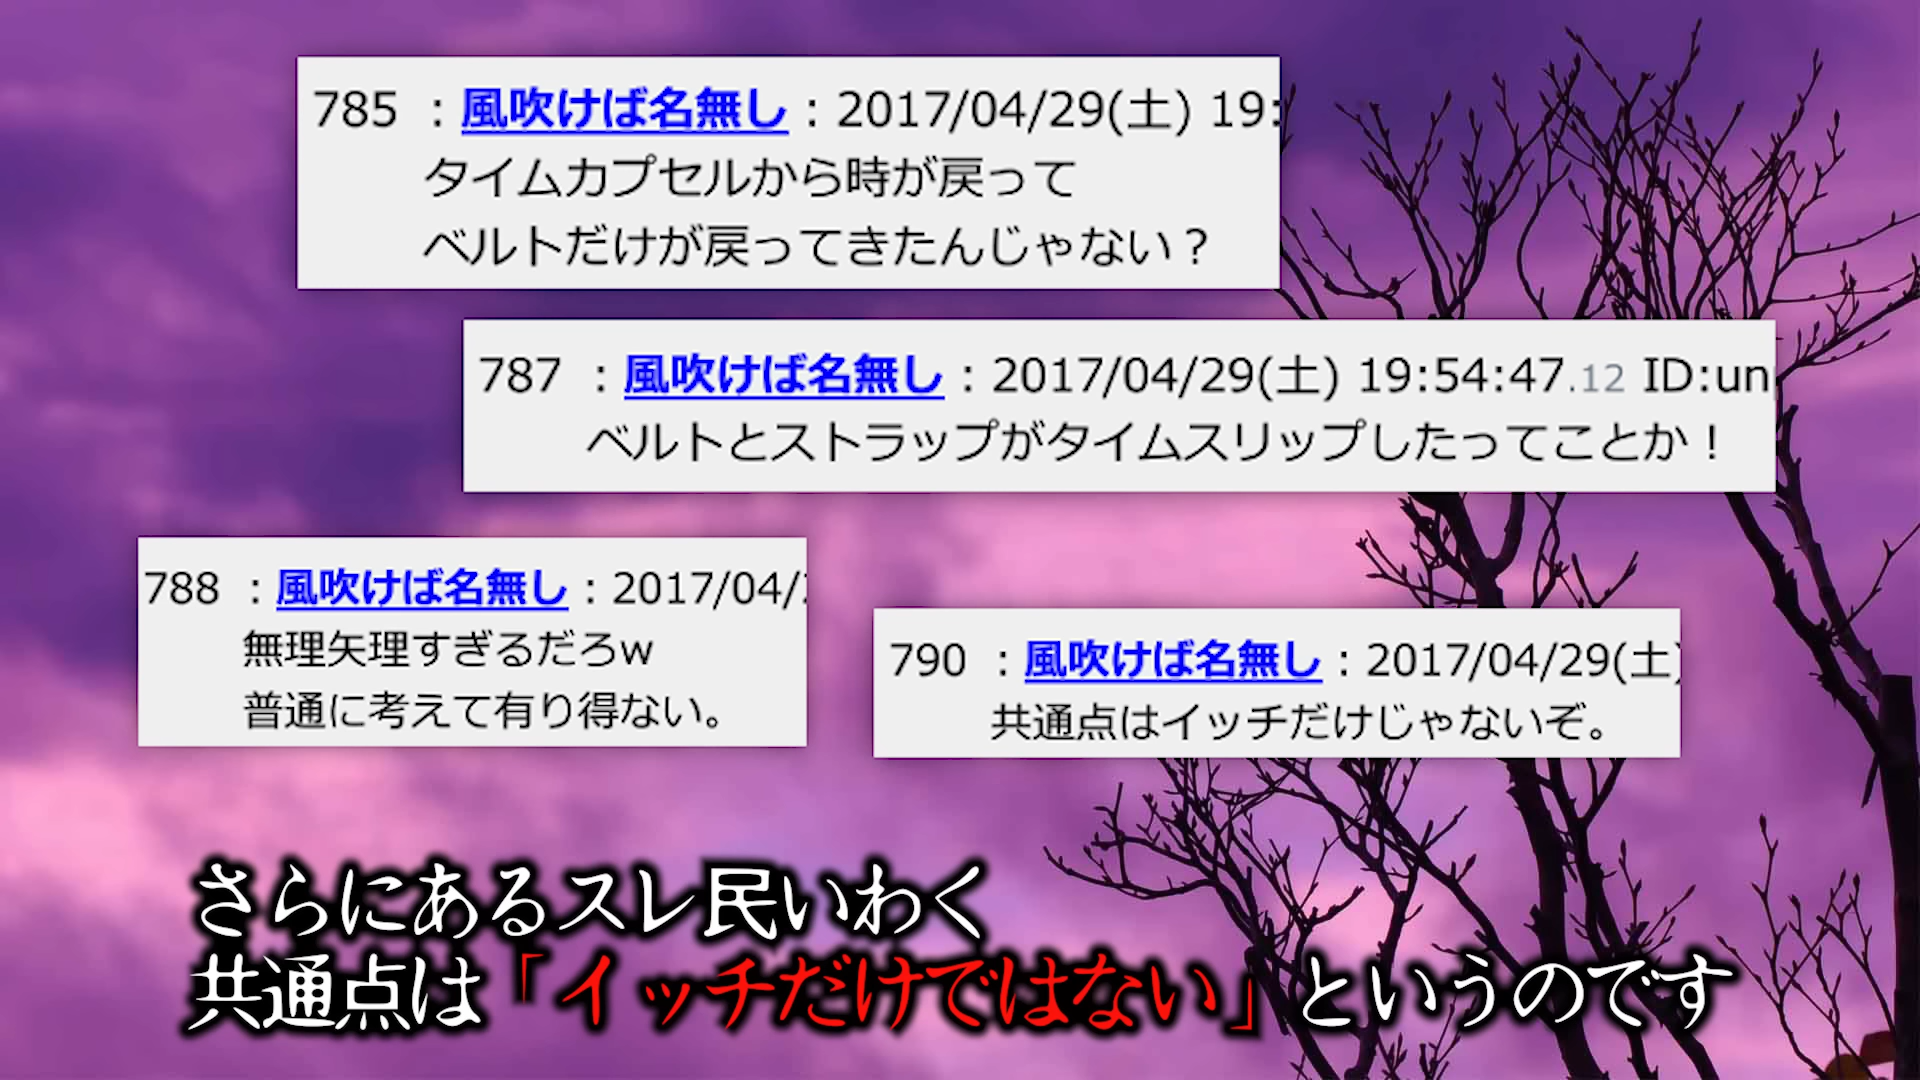 785 ：風吹けば名無し：2017/04/29(土) 19:
タイムカプセルから時が戻って
ベルトだけが戻ってきたんじゃない？
787 ：風吹けば名無し：2017/04/29(土) 19:54:47.12 ID:un
ベルトとストラップがタイムスリップしたってことか！
788 ：風吹けば名無し：2017/04/
無理矢理すぎるだろw
普通に考えて有り得ない。
790 ：風吹けば名無し：2017/04/29(土)
共通点はイッチだけじゃないぞ。
さらにあるスレ民いわく
共通点は「イッチだけではない」というのです